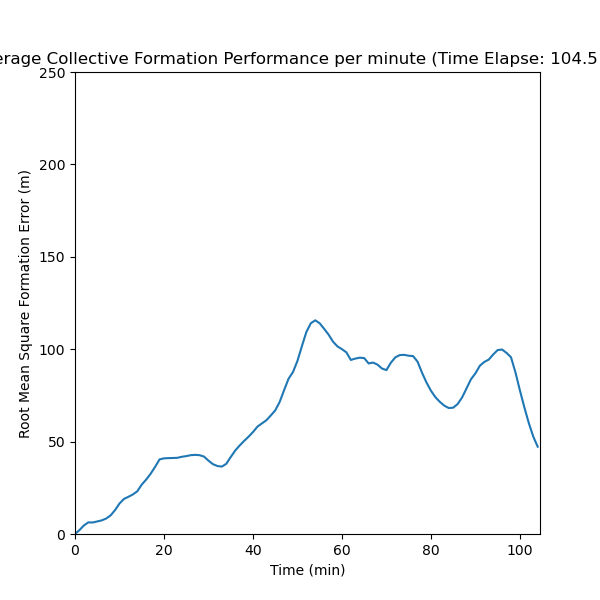 erage Collective Formation Performance per minute (Time Elapse: 104.5
250
200
150
100
50
0
Root Mean Square Formation Error (m)
0 20 40 60 80 100
Time (min)